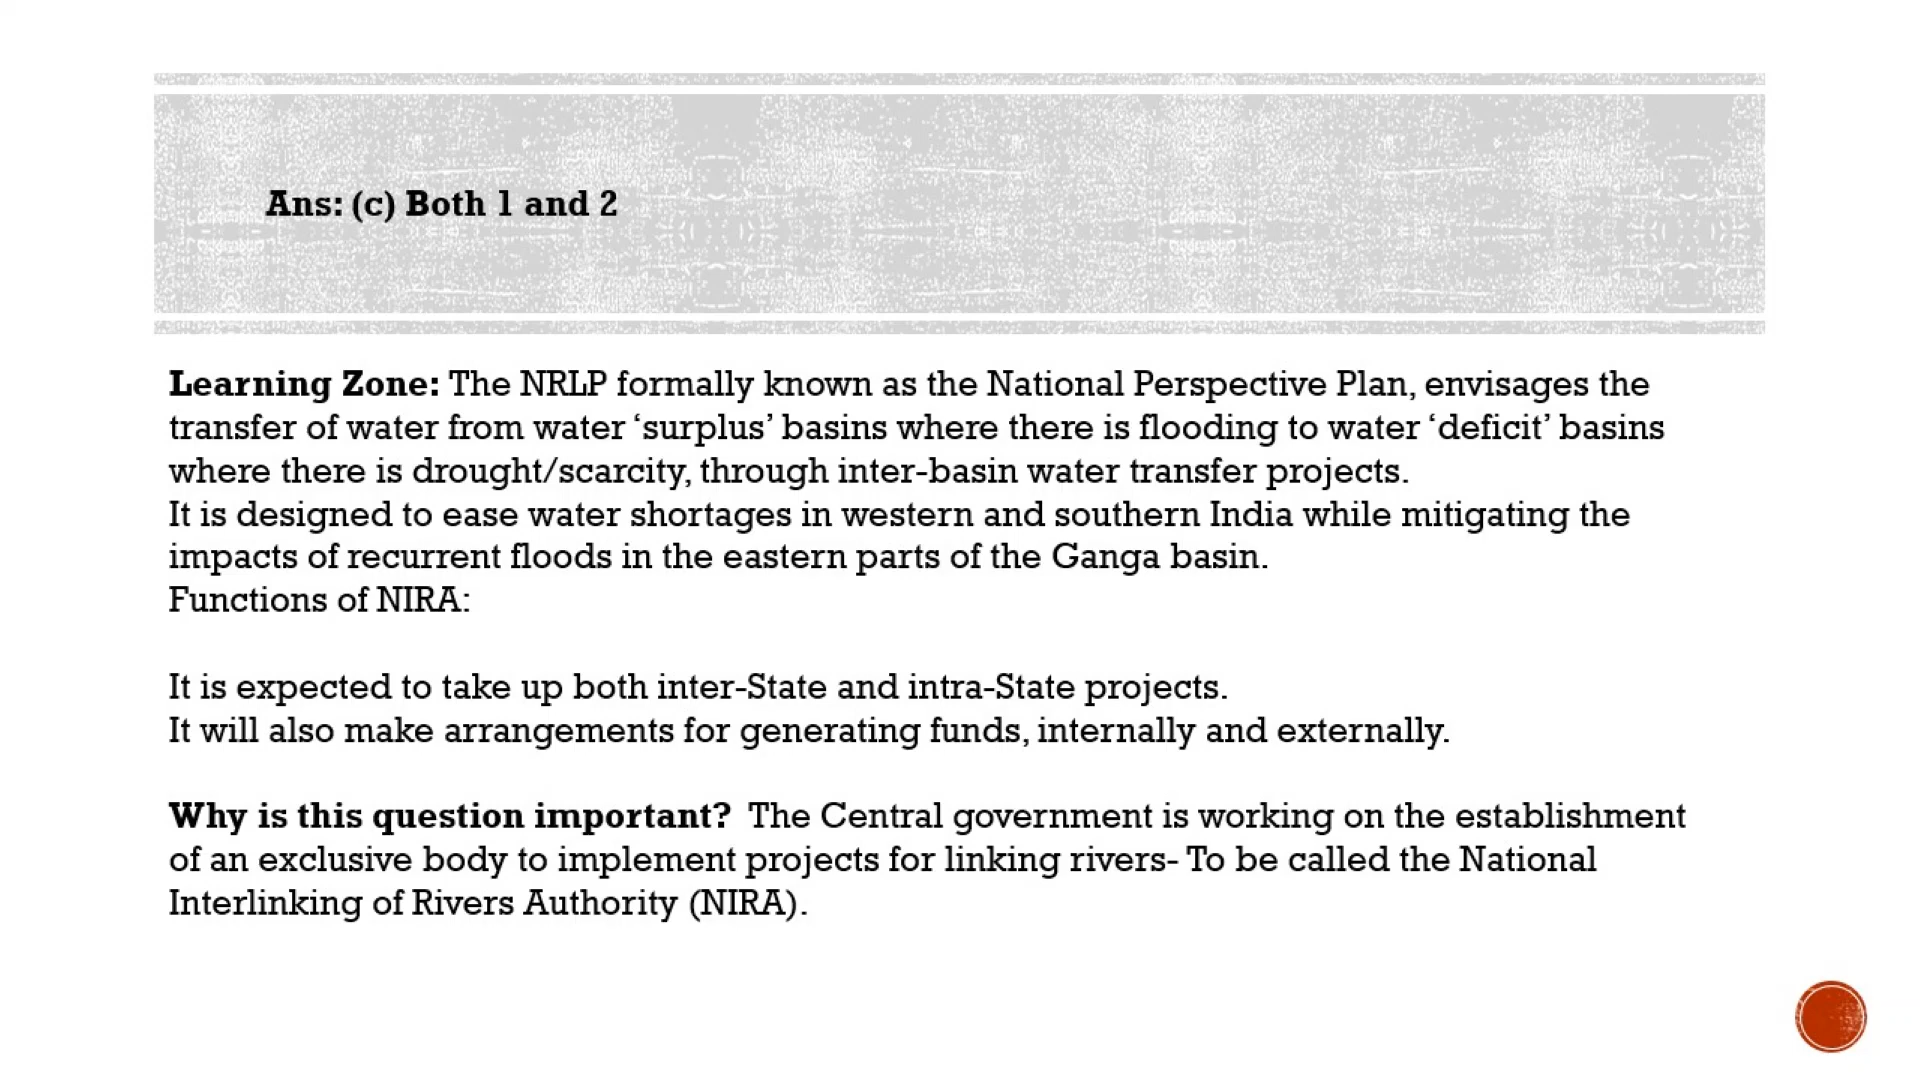 Ans: (c) Both 1 and 2
Learning Zone: The NRLP formally known as the National Perspective Plan, envisages the
transfer of water from water ‘surplus’ basins where there is flooding to water ‘deficit’ basins
where there is drought/scarcity, through inter-basin water transfer projects.
It is designed to ease water shortages in western and southern India while mitigating the
impacts of recurrent floods in the eastern parts of the Ganga basin.
Functions of NIRA:
It is expected to take up both inter-State and intra-State projects.
It will also make arrangements for generating funds, internally and externally.
Why is this question important?  The Central government is working on the establishment
of an exclusive body to implement projects for linking rivers- To be called the National
Interlinking of Rivers Authority (NIRA).